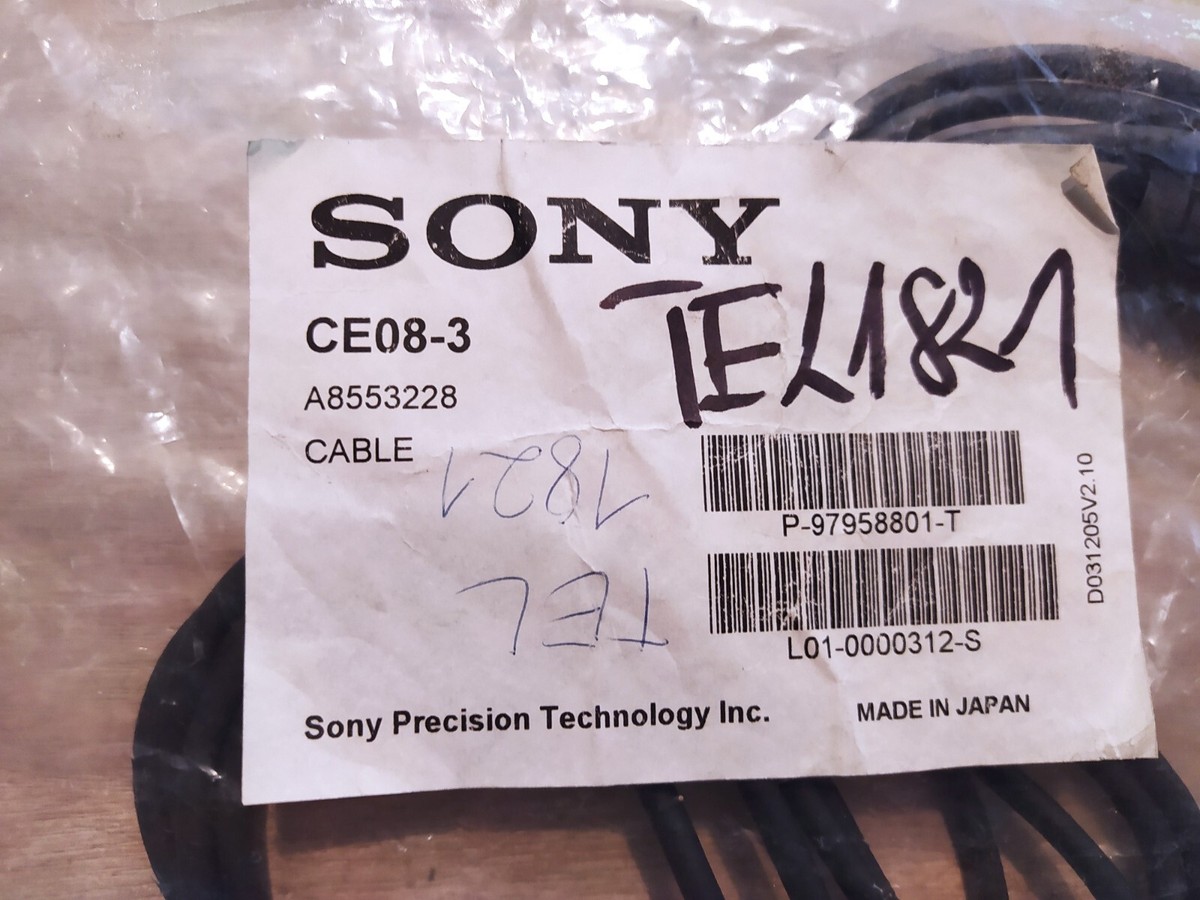 SONY
TEL1821
CE08-3
A8553228
CABLE
TEL
1821
P-97958801-T
L01-0000312-S
D031205V2.10
Sony Precision Technology Inc.
MADE IN JAPAN